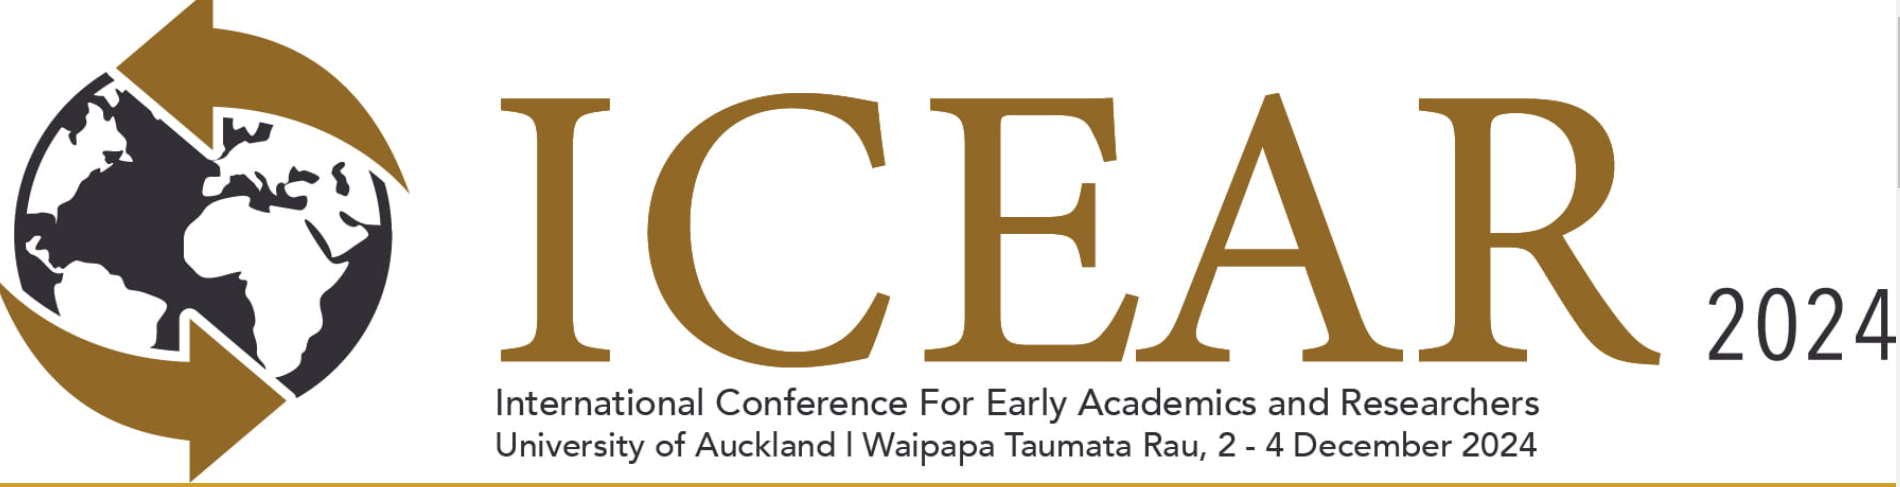 ICEAR 2024
International Conference For Early Academics and Researchers
University of Auckland | Waipapa Taumata Rau, 2 - 4 December 2024